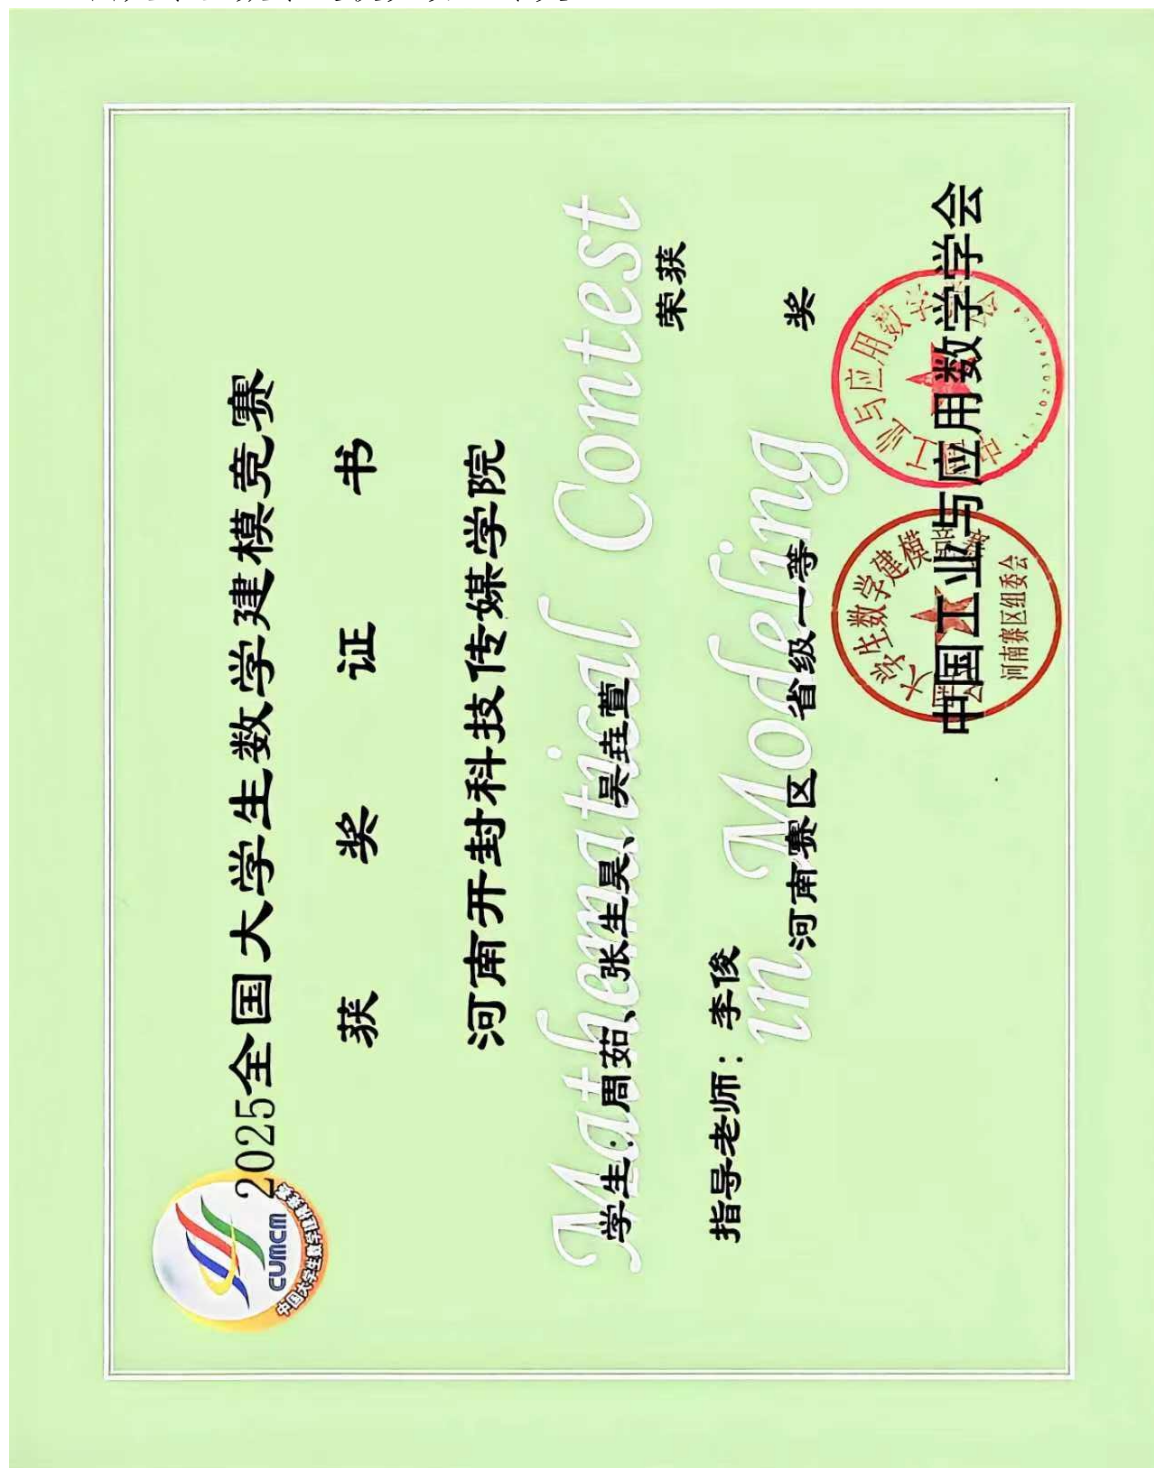 2025全国大学生数学建模竞赛
获奖证书
河南开封科技传媒学院
Mathematical Contest
学生:周茹、张生昊、吴垚萱
荣获
指导老师：李俊
in Modeling
河南赛区 省级一等 奖
中国工业与应用数学学会
CUMCM
中国大学生数学建模竞赛
河南赛区组委会